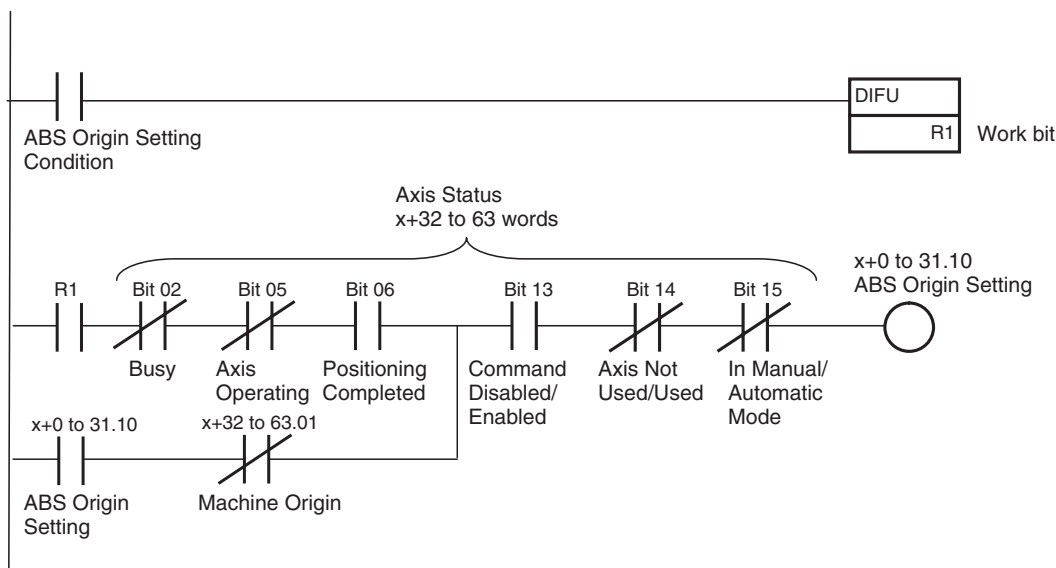 DIFU
R1 Work bit
ABS Origin Setting
Condition
Axis Status
x+32 to 63 words
x+0 to 31.10
ABS Origin Setting
R1 Bit 02 Bit 05 Bit 06 Bit 13 Bit 14 Bit 15
Busy Axis Operating Positioning Completed Command Disabled/ Enabled Axis Not Used/Used In Manual/ Automatic Mode
x+0 to 31.10 x+32 to 63.01
ABS Origin
Setting
Machine Origin